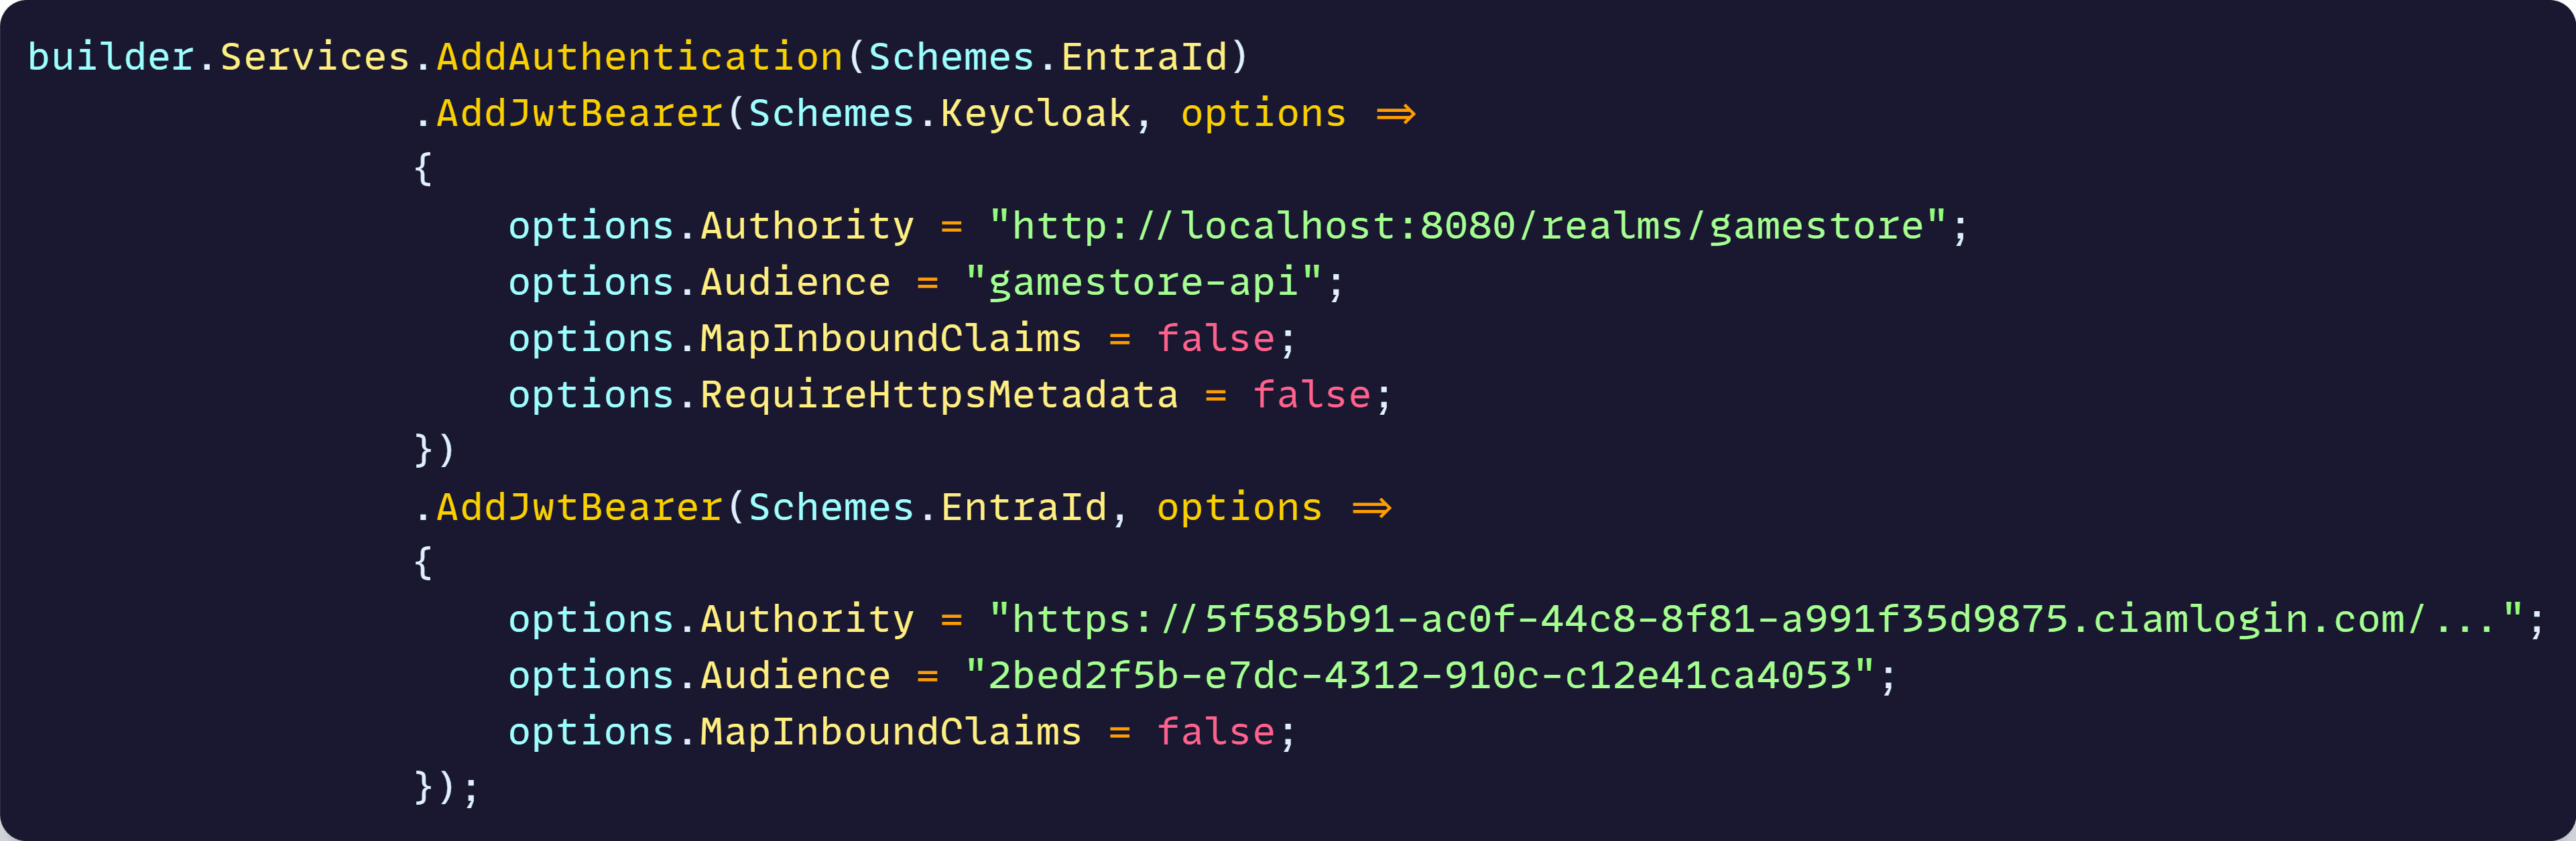 builder.Services.AddAuthentication(Schemes.EntraId)
                .AddJwtBearer(Schemes.Keycloak, options =>
                {
                    options.Authority = "http://localhost:8080/realms/gamestore";
                    options.Audience = "gamestore-api";
                    options.MapInboundClaims = false;
                    options.RequireHttpsMetadata = false;
                })
                .AddJwtBearer(Schemes.EntraId, options =>
                {
                    options.Authority = "https://5f585b91-ac0f-44c8-8f81-a991f35d9875.ciamlogin.com/...";
                    options.Audience = "2bed2f5b-e7dc-4312-910c-c12e41ca4053";
                    options.MapInboundClaims = false;
                });